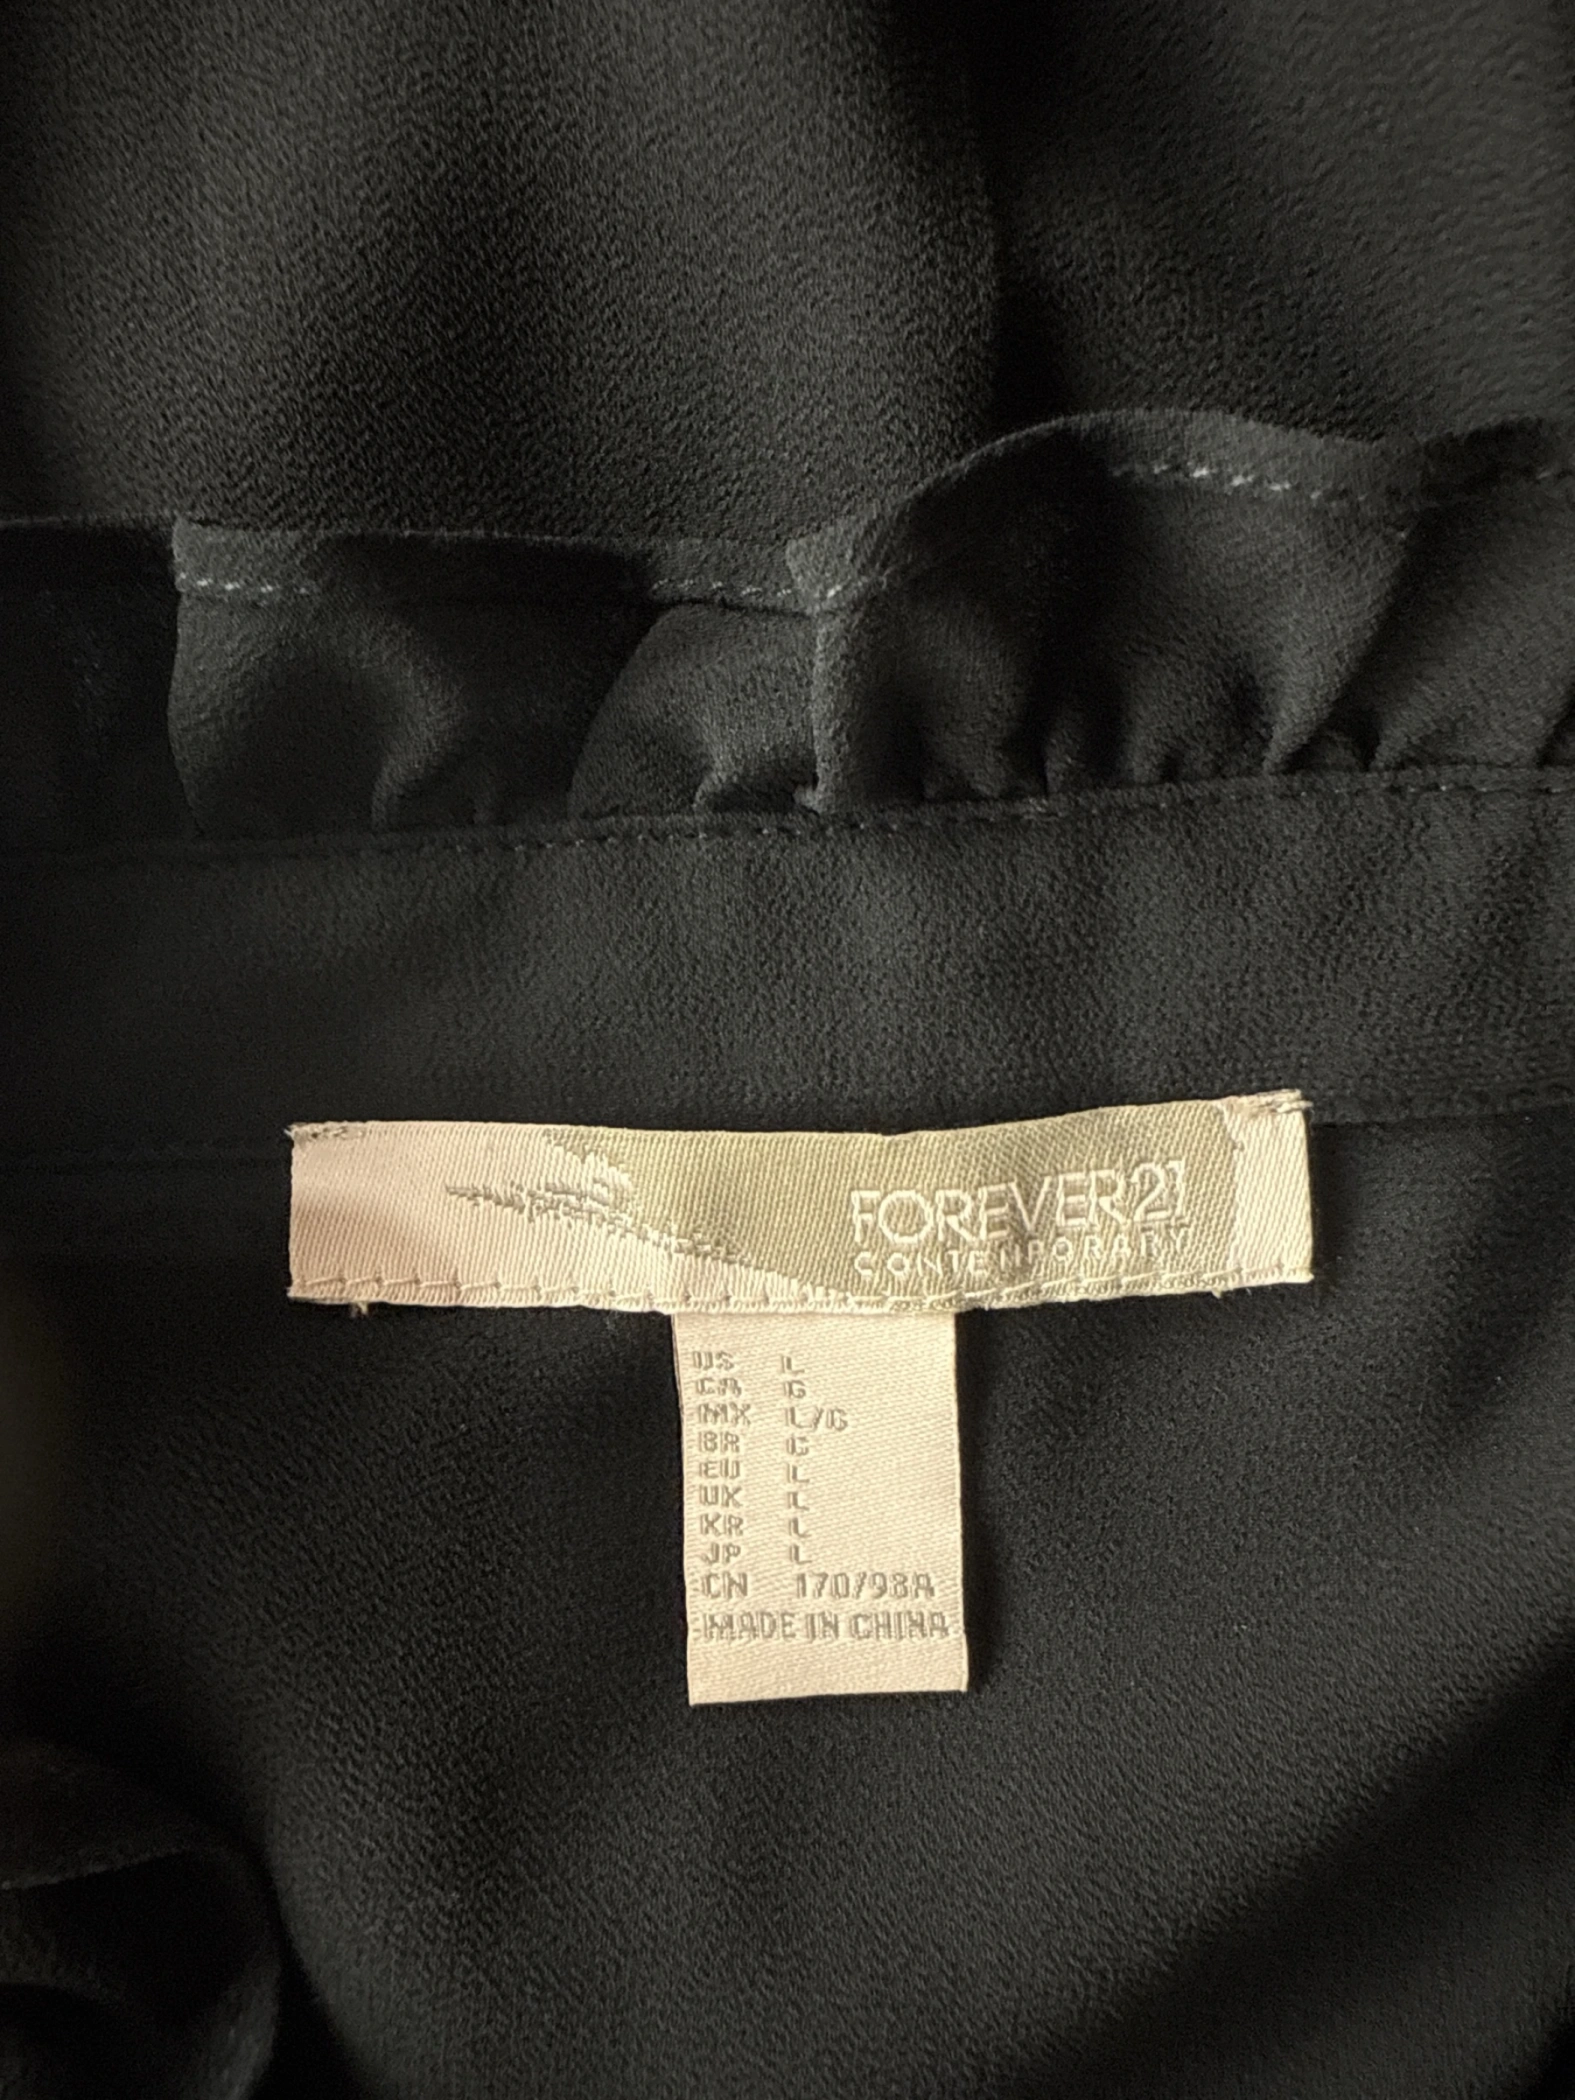 FOREVER21
CONTEMPORARY
US L
CA G
MX L/G
BR G
EU L
UK L
KR L
JP L
CN 170/98A
MADE IN CHINA